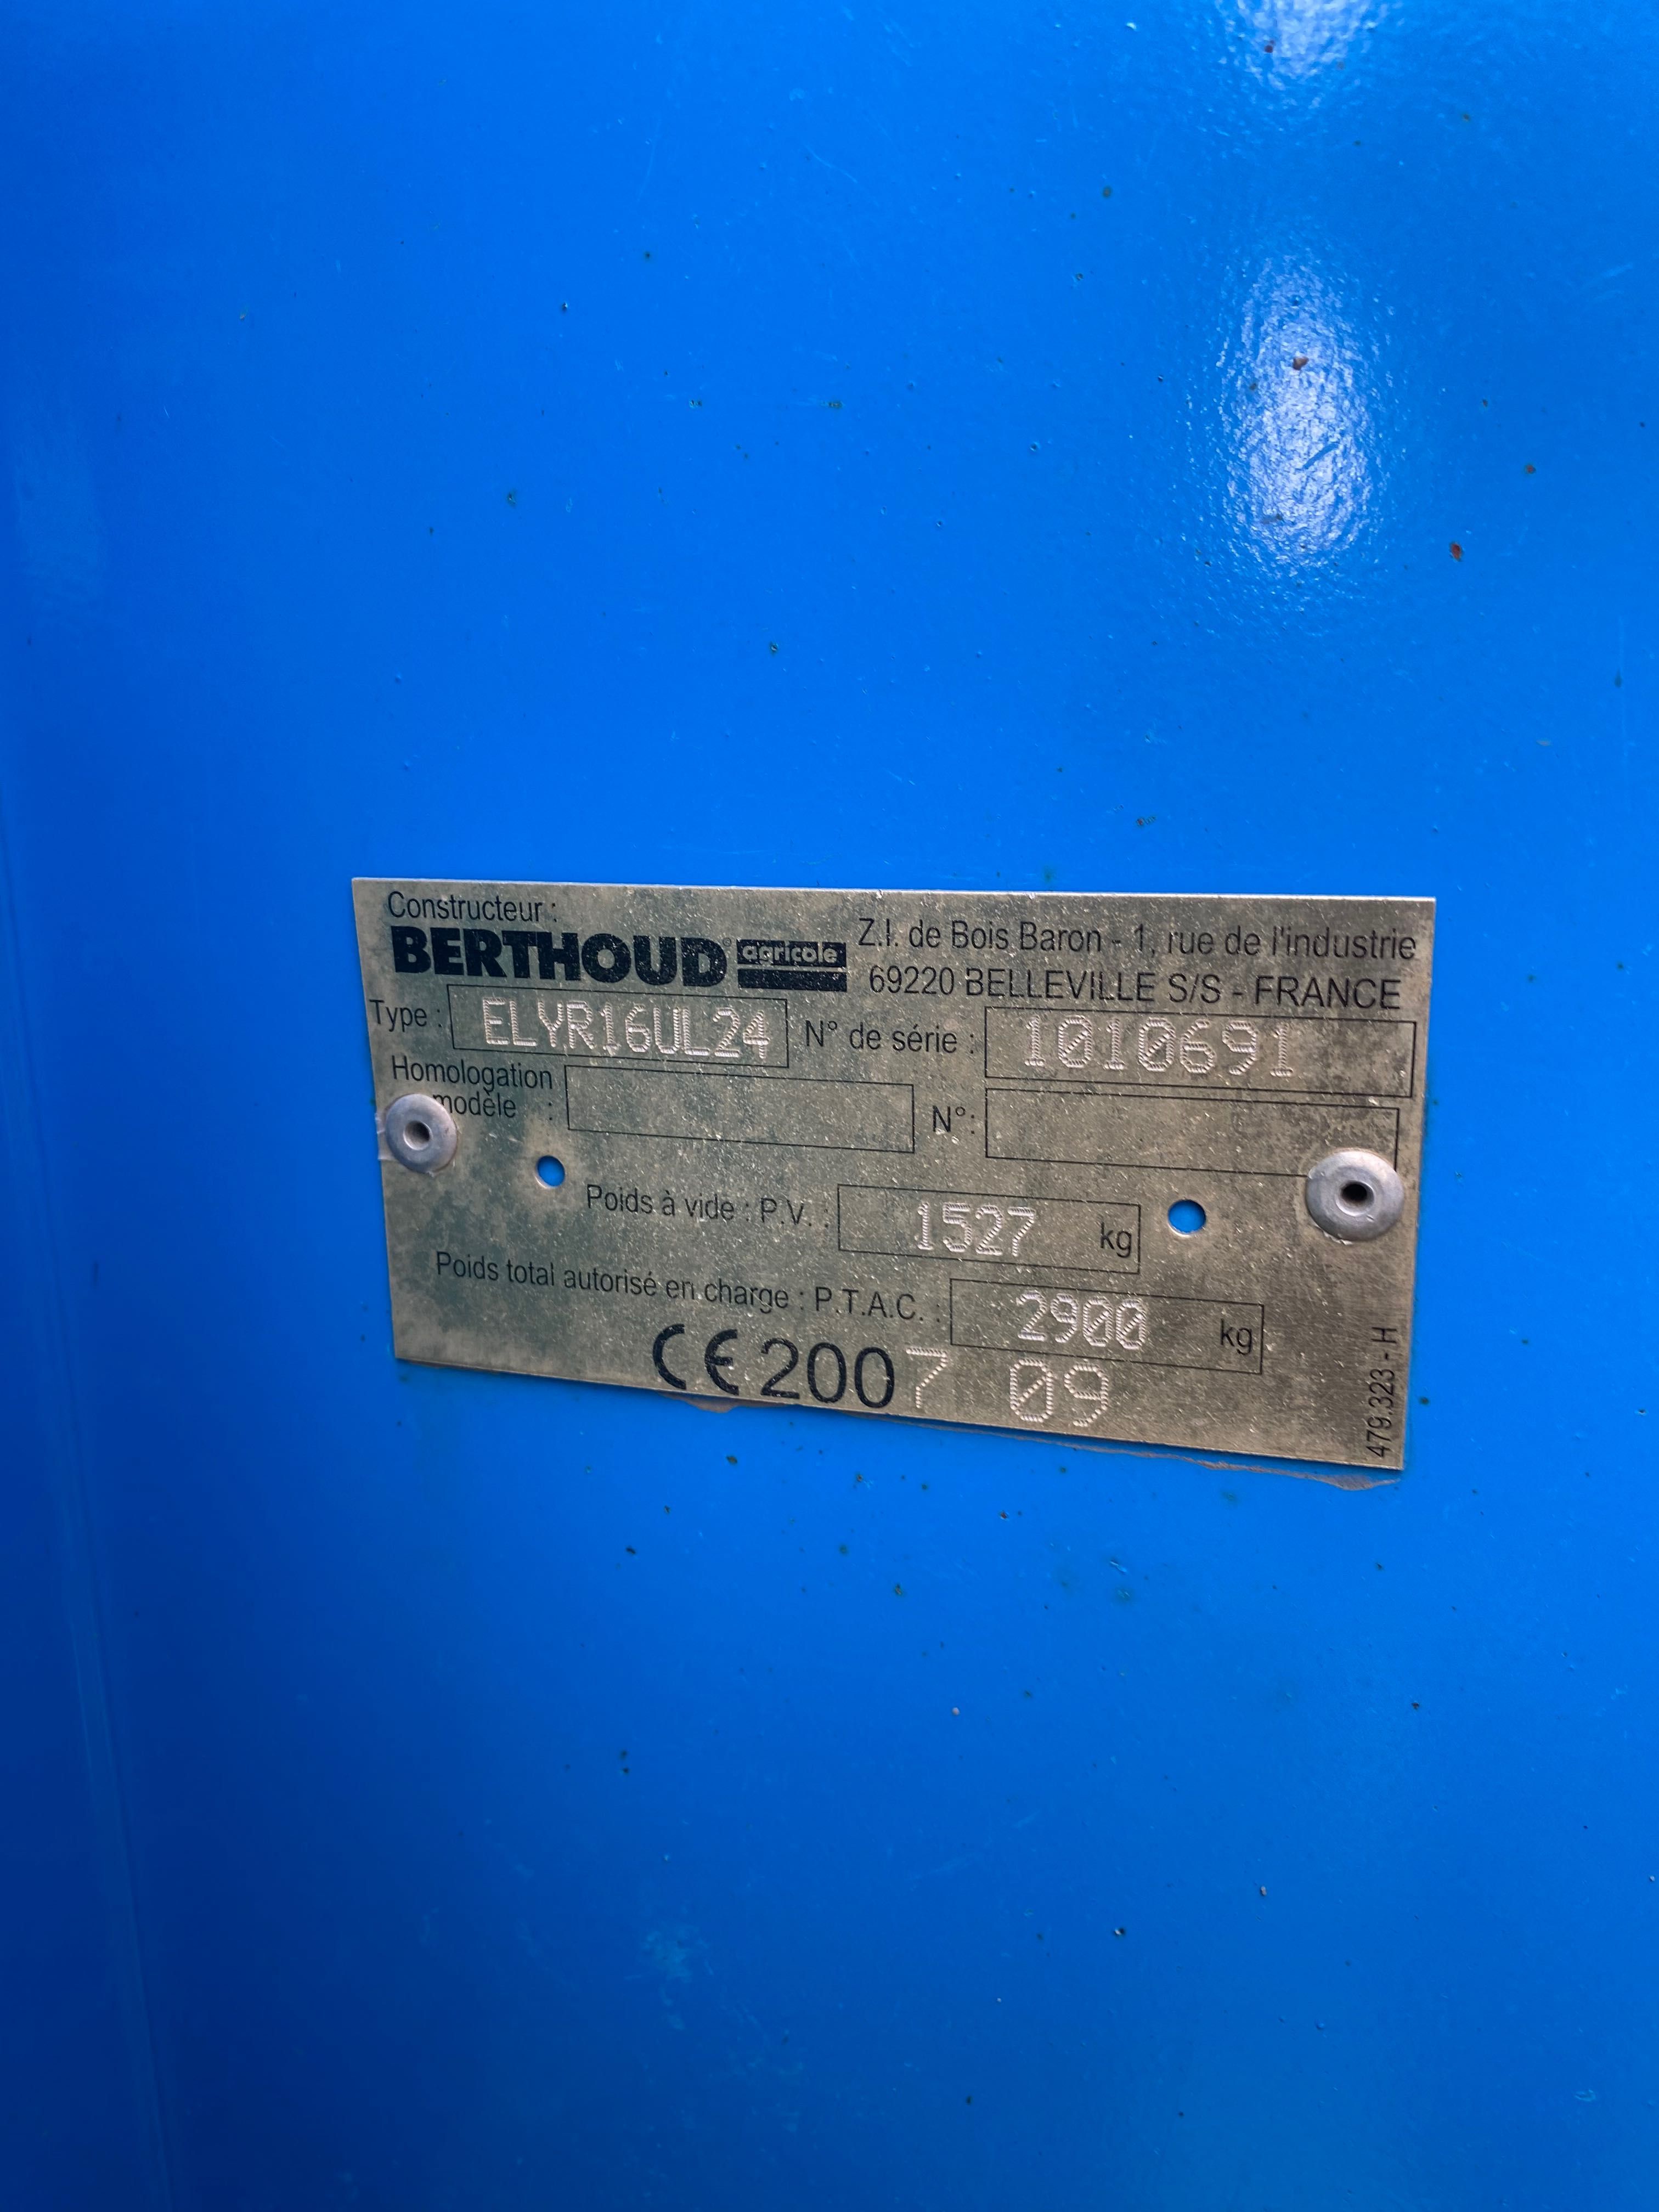 Constructeur :
BERTHOUD agricole
Z.I. de Bois Baron - 1, rue de l'industrie
69220 BELLEVILLE S/S - FRANCE
Type : ELYR16UL24 N° de série : 1010691
Homologation
modèle : N°:
Poids à vide : P.V. : 1527 kg
Poids total autorisé en charge : P.T.A.C. : 2900 kg
CE 2007 09
479.323 - H